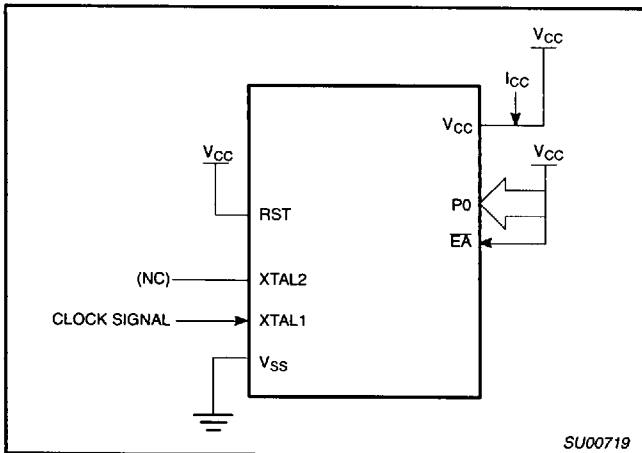 VCC
ICC
VCC
VCC
VCC
P0
RST
EA
(NC)
XTAL2
CLOCK SIGNAL
XTAL1
VSS
SU00719